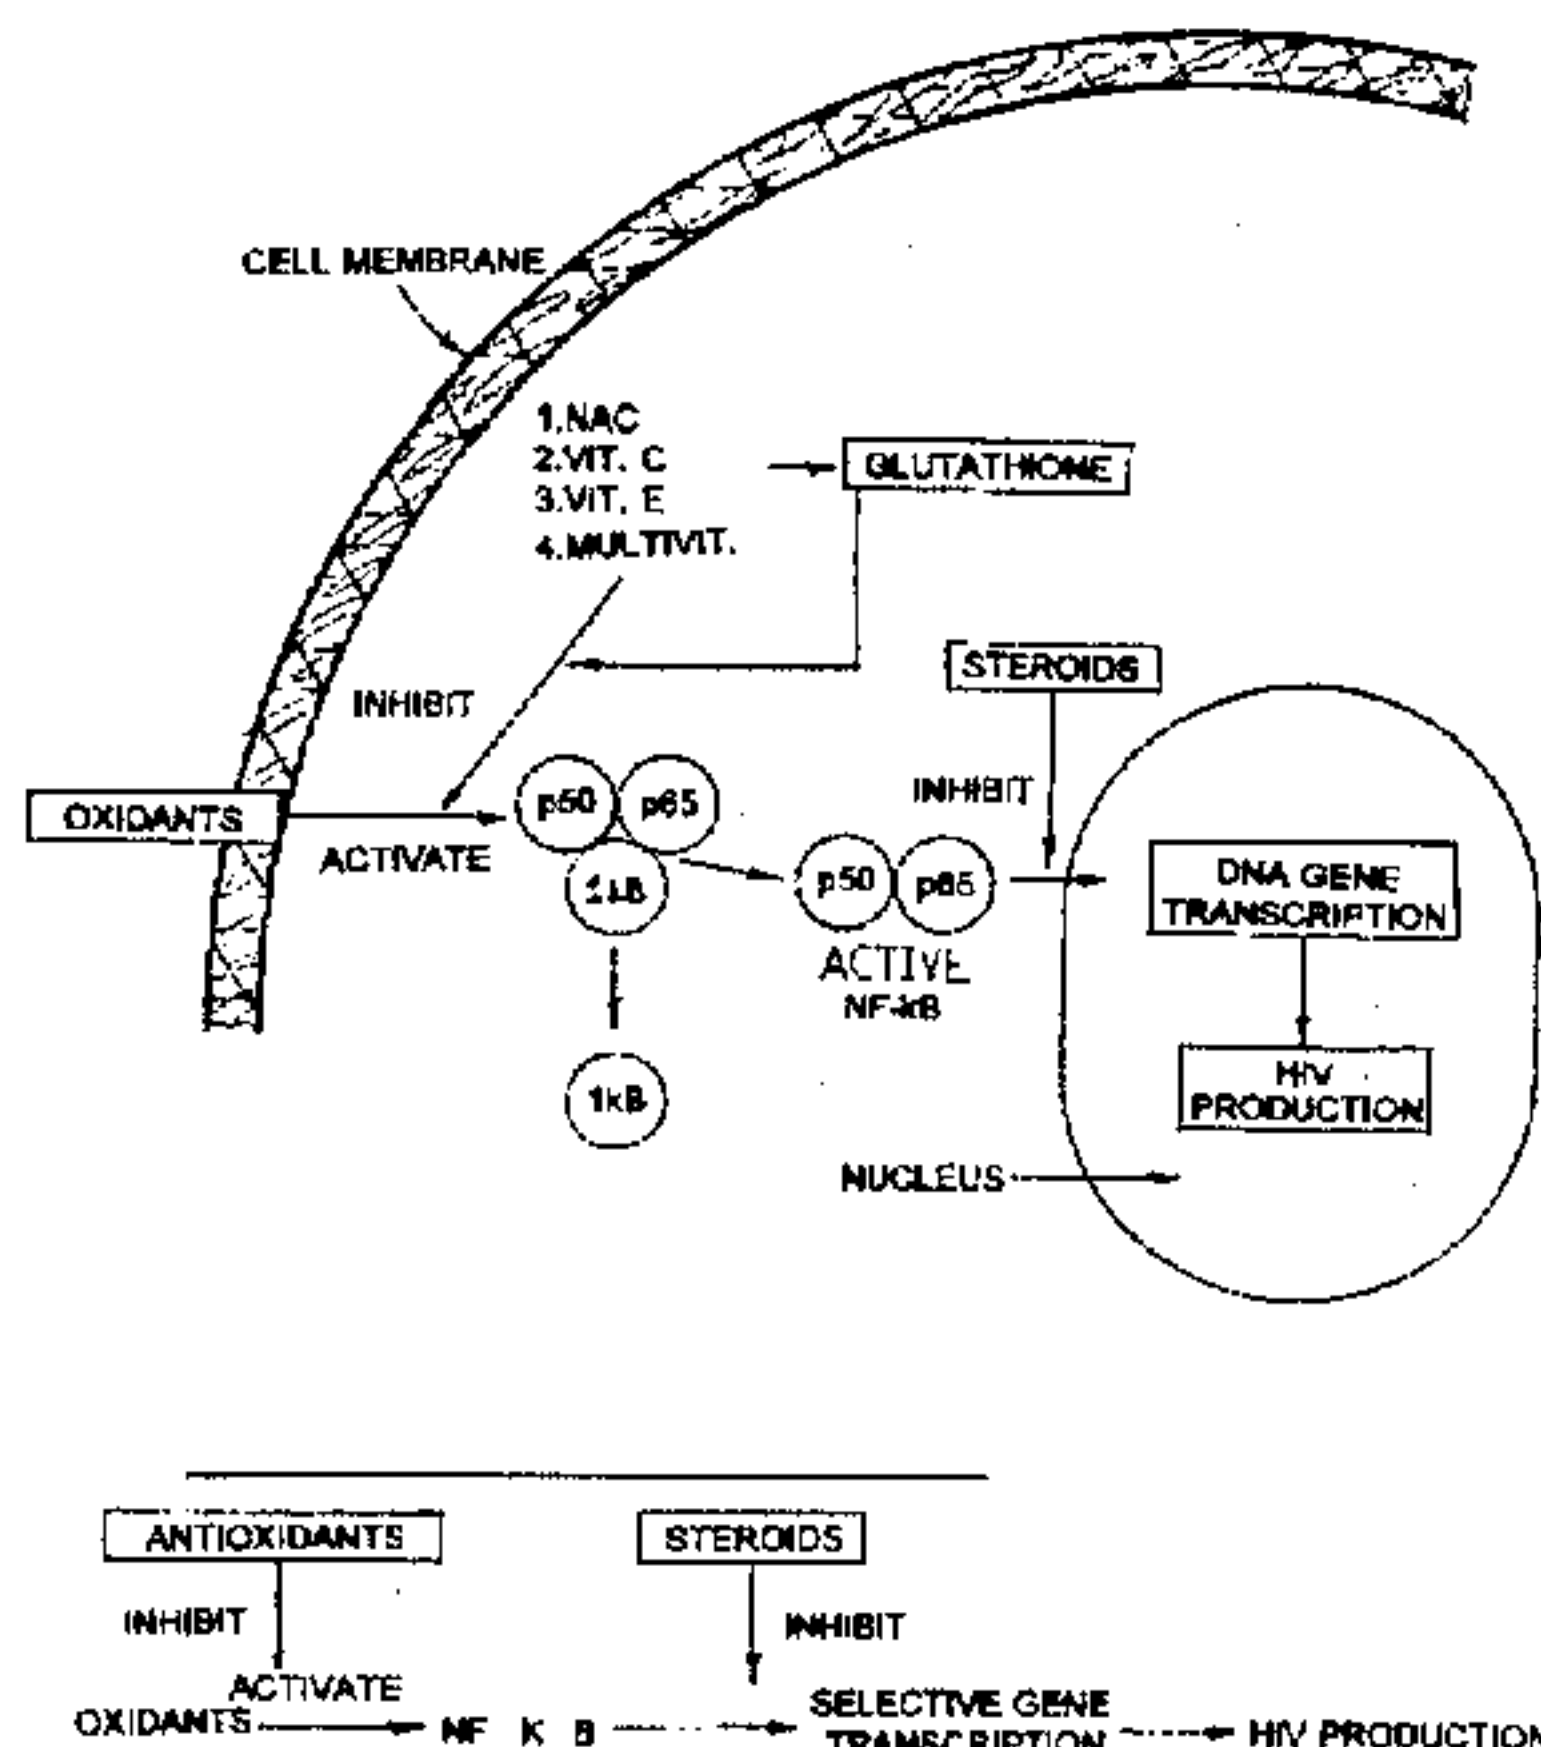 CELL MEMBRANE
1.NAC
2.VIT. C
3.VIT. E
4.MULTIVIT.
GLUTATHIONE
STEROIDS
INHIBIT
INHIBIT
OXIDANTS
ACTIVATE
p50
p65
1kB
p50
p65
ACTIVE
NF-kB
1kB
DNA GENE
TRANSCRIPTION
HIV
PRODUCTION
NUCLEUS
ANTIOXIDANTS
STEROIDS
INHIBIT
INHIBIT
ACTIVATE
OXIDANTS
NF K B
SELECTIVE GENE
TRANSCRIPTION
HIV PRODUCTION